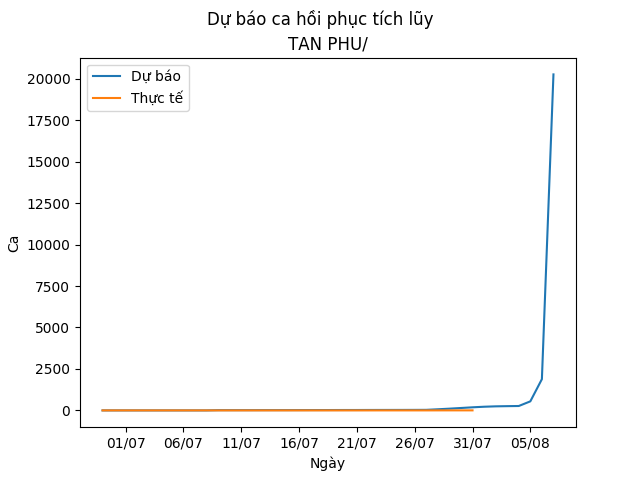 Dự báo ca hồi phục tích lũy
TAN PHU/
Dự báo
Thực tế
20000
17500
15000
12500
10000
7500
5000
2500
0
Ca
01/07 06/07 11/07 16/07 21/07 26/07 31/07 05/08
Ngày